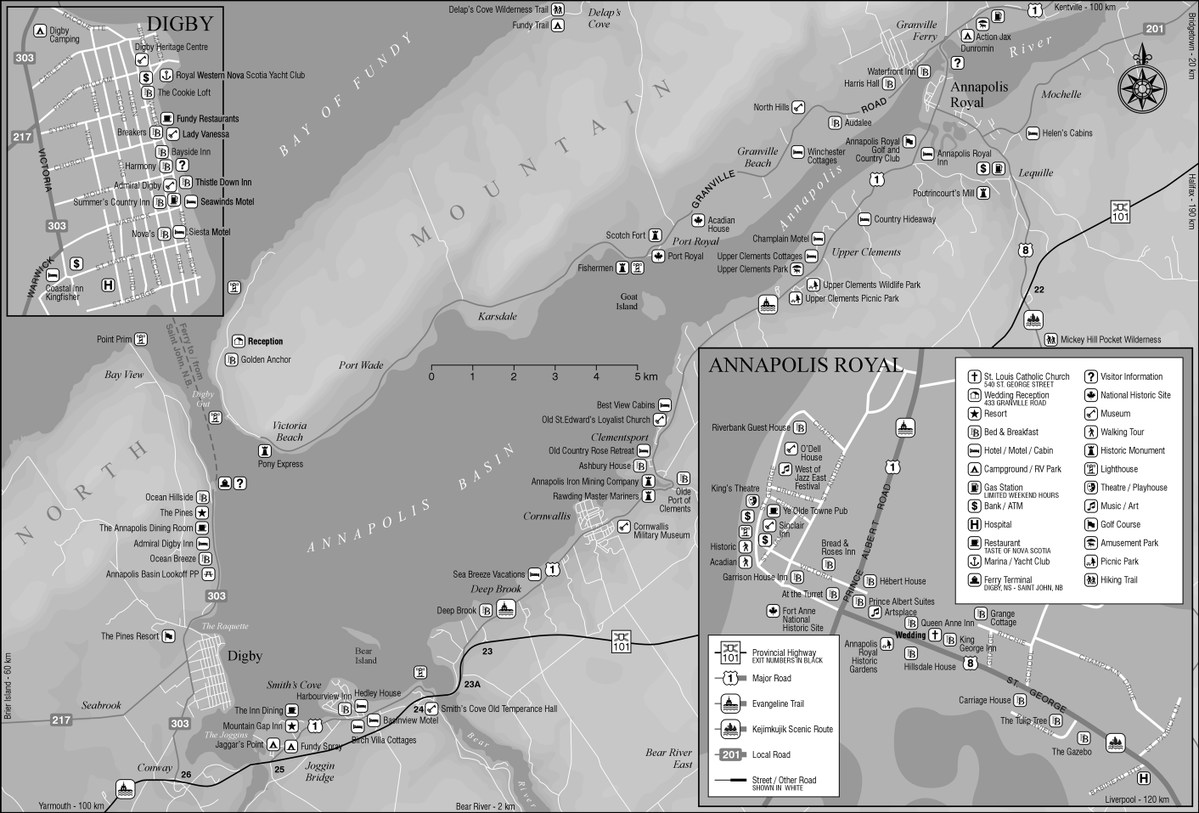 DIGBY
Digby
Camping
303
Digby Heritage Centre
Royal Western Nova Scotia Yacht Club
The Cookie Loft
217
Fundy Restaurants
Breakers
Lady Vanessa
Bayside Inn
VICTORIA
Harmony
?
Admiral Digby
Thistle Down Inn
Summer's Country Inn
Seawinds Motel
303
Nova's
Siesta Motel
WARWICK
$
Coastal Inn
Kingfisher
H
ST. GEORGE
Delap's Cove Wilderness Trail
Fundy Trail
Delap's
Cove
BAY OF FUNDY
NORTH MOUNTAIN
Granville
Ferry
1
Kentville - 100 km
201
Bridgetown - 20 km
Action Jax
Dunromin
River
Waterfront Inn
Harris Hall
?
Annapolis
Royal
Mochelle
North Hills
ROAD
Audalee
Helen's Cabins
Granville
Beach
Winchester
Cottages
Annapolis Royal
Golf and
Country Club
Annapolis Royal
Inn
$
Lequille
Halifax - 190 km
GRANVILLE
Annapolis
1
Poutrincourt's Mill
101
Acadian
House
Country Hideaway
Scotch Fort
Port Royal
Champlain Motel
Port Royal
Upper Clements Cottages
Upper Clements
Fishermen
Upper Clements Park
8
Upper Clements Wildlife Park
Goat
Island
Upper Clements Picnic Park
22
Karsdale
Mickey Hill Pocket Wilderness
Point Prim
Ferry to / from
Saint John, N.B.
Reception
Golden Anchor
Bay View
Port Wade
Digby
Gut
0 1 2 3 4 5 km
Victoria
Beach
Pony Express
Best View Cabins
Old St.Edward's Loyalist Church
Clementsport
Old Country Rose Retreat
Ashbury House
Annapolis Iron Mining Company
Rawding Master Mariners
Olde
Port of
Clements
ANNAPOLIS BASIN
?
Ocean Hillside
The Pines
The Annapolis Dining Room
Admiral Digby Inn
Ocean Breeze
Annapolis Basin Lookoff PP
303
Cornwallis
Cornwallis
Military Museum
Sea Breeze Vacations
1
Deep Brook
Deep Brook
The Raquette
The Pines Resort
Digby
Bear
Island
101
23
23A
Smith's Cove
Harbourview Inn
Hedley House
24
Smith's Cove Old Temperance Hall
The Inn Dining
Mountain Gap Inn
1
Basinview Motel
Birch Villa Cottages
The Joggins
Jaggar's Point
Fundy Spray
Joggin
Bridge
25
Bear
River
Bear River
East
Brier Island - 60 km
Seabrook
217
303
Conway
26
Yarmouth - 100 km
Bear River - 2 km
ANNAPOLIS ROYAL
Riverbank Guest House
O'Dell
House
West of
Jazz East
Festival
1
King's Theatre
$
Ye Olde Towne Pub
Sinclair
Inn
$
Historic
Acadian
Bread &
Roses Inn
PRINCE ALBERT ROAD
Garrison House Inn
Hébert House
At the Turret
Prince Albert Suites
Fort Anne
National
Historic Site
Artsplace
Queen Anne Inn
Grange
Cottage
Wedding
King
George Inn
Annapolis
Royal
Historic
Gardens
Hillsdale House
8
ST. GEORGE
Carriage House
The Tulip Tree
The Gazebo
H
Liverpool - 120 km
St. Louis Catholic Church
540 ST. GEORGE STREET
Wedding Reception
433 GRANVILLE ROAD
Resort
Bed & Breakfast
Hotel / Motel / Cabin
Campground / RV Park
Gas Station
LIMITED WEEKEND HOURS
$ Bank / ATM
H Hospital
Restaurant
TASTE OF NOVA SCOTIA
Marina / Yacht Club
Ferry Terminal
DIGBY, NS - SAINT JOHN, NB
? Visitor Information
National Historic Site
Museum
Walking Tour
Historic Monument
Lighthouse
Theatre / Playhouse
Music / Art
Golf Course
Amusement Park
Picnic Park
Hiking Trail
101 Provincial Highway
EXIT NUMBERS IN BLACK
1 Major Road
Evangeline Trail
Kejimkujik Scenic Route
201 Local Road
Street / Other Road
SHOWN IN WHITE